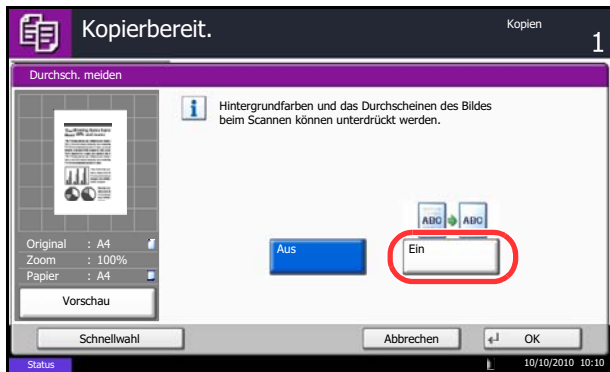 Kopierbereit.
Kopien
1
Durchsch. meiden
Hintergrundfarben und das Durchscheinen des Bildes
beim Scannen können unterdrückt werden.
ABC ABC
Aus
Ein
Original : A4
Zoom : 100%
Papier : A4
Vorschau
Schnellwahl
Abbrechen
OK
Status
10/10/2010 10:10